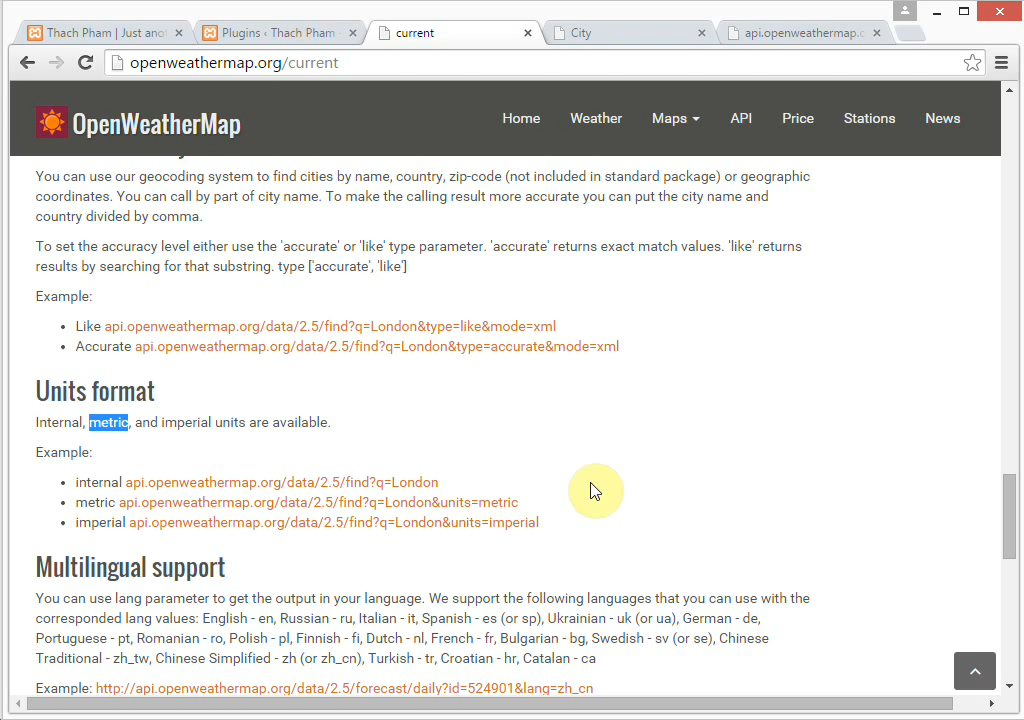 Thach Pham | Just ano
Plugins ‹ Thach Pham
current
City
api.openweathermap.o
openweathermap.org/current
OpenWeatherMap
Home Weather Maps API Price Stations News
You can use our geocoding system to find cities by name, country, zip-code (not included in standard package) or geographic
coordinates. You can call by part of city name. To make the calling result more accurate you can put the city name and
country divided by comma.
To set the accuracy level either use the 'accurate' or 'like' type parameter. 'accurate' returns exact match values. 'like' returns
results by searching for that substring. type ['accurate', 'like']
Example:
• Like api.openweathermap.org/data/2.5/find?q=London&type=like&mode=xml
• Accurate api.openweathermap.org/data/2.5/find?q=London&type=accurate&mode=xml
Units format
Internal, metric, and imperial units are available.
Example:
• internal api.openweathermap.org/data/2.5/find?q=London
• metric api.openweathermap.org/data/2.5/find?q=London&units=metric
• imperial api.openweathermap.org/data/2.5/find?q=London&units=imperial
Multilingual support
You can use lang parameter to get the output in your language. We support the following languages that you can use with the
corresponded lang values: English - en, Russian - ru, Italian - it, Spanish - es (or sp), Ukrainian - uk (or ua), German - de,
Portuguese - pt, Romanian - ro, Polish - pl, Finnish - fi, Dutch - nl, French - fr, Bulgarian - bg, Swedish - sv (or se), Chinese
Traditional - zh_tw, Chinese Simplified - zh (or zh_cn), Turkish - tr, Croatian - hr, Catalan - ca
Example: http://api.openweathermap.org/data/2.5/forecast/daily?id=524901&lang=zh_cn